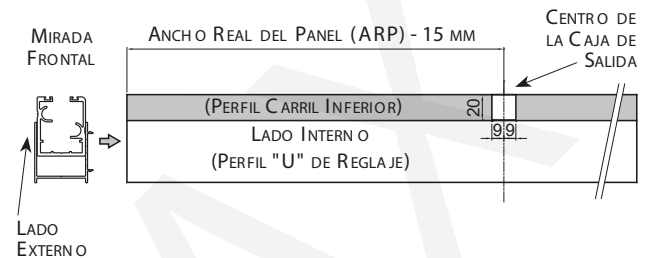 MIRADA
FRONTAL
ANCHO REAL DEL PANEL (ARP) - 15 MM
CENTRO DE
LA CAJA DE
SALIDA
(PERFIL CARRIL INFERIOR)
20
LADO INTERNO
9 9
(PERFIL "U" DE REGLAJE)
LADO
EXTERNO